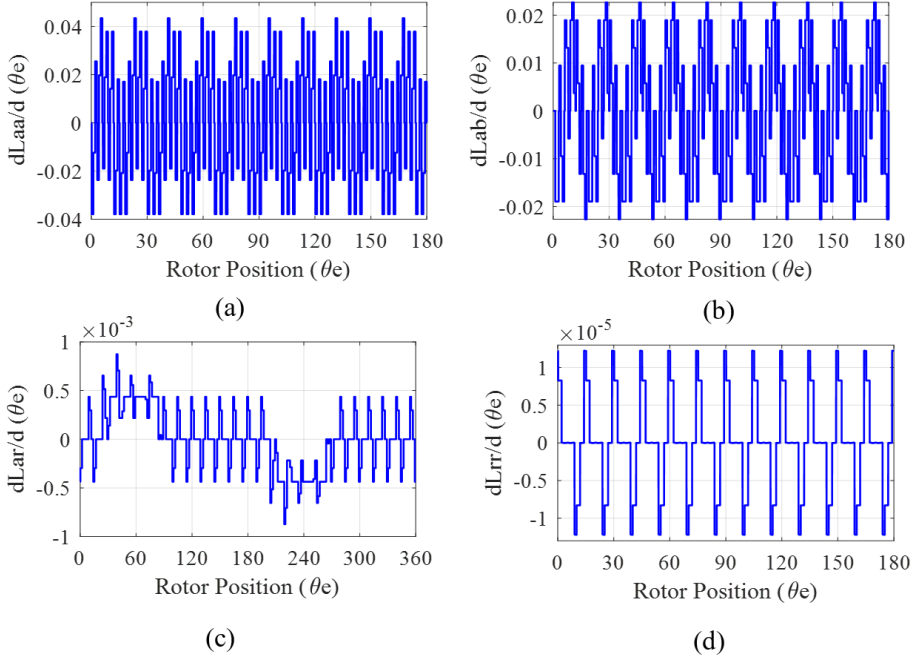 0.04
0.02
0
-0.02
-0.04
dLaa/d (θe)
0 30 60 90 120 150 180
Rotor Position (θe)
(a)
0.02
0.01
0
-0.01
-0.02
dLab/d (θe)
0 30 60 90 120 150 180
Rotor Position (θe)
(b)
×10⁻³
1
0.5
0
-0.5
-1
dLar/d (θe)
0 60 120 180 240 300 360
Rotor Position (θe)
(c)
×10⁻⁵
1
0.5
0
-0.5
-1
dLrr/d (θe)
0 30 60 90 120 150 180
Rotor Position (θe)
(d)